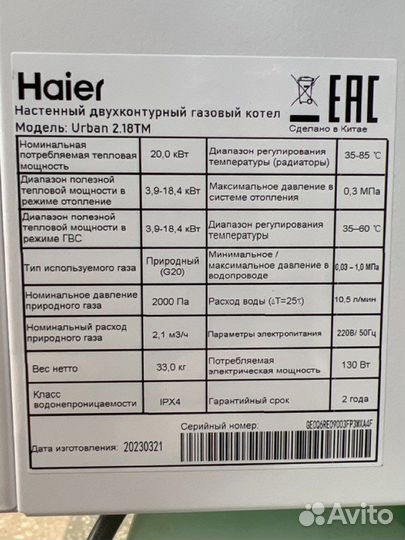 Haier
EAC
Настенный двухконтурный газовый котел
Модель: Urban 2.18TM
Сделано в Китае
Номинальная
потребляемая тепловая
мощность
20,0 кВт
Диапазон регулирования
температуры (радиаторы)
35-85 ℃
Диапазон полезной
тепловой мощности в
режиме отопление
3,9-18,4 кВт
Максимальное давление в
системе отопления
0,3 МПа
Диапазон полезной
тепловой мощности в
режиме ГВС
3,9-18,4 кВт
Диапазон регулирования
температуры
35–60 ℃
Тип используемого газа
Природный
(G20)
Минимальное /
максимальное давление в
водопроводе
0,03 – 1,0 МПа
Номинальное давление
природного газа
2000 Па
Расход воды (ΔT=25℃)
10,5 л/мин
Номинальный расход
природного газа
2,1 м3/ч
Параметры электропитания
220В/ 50Гц
Вес нетто
33,0кг
Потребляемая
электрическая мощность
130 Вт
Класс
водонепроницаемости
IPX4
Гарантийный срок
2 года
Дата изготовления:
20230321
Серийный номер:
Avito